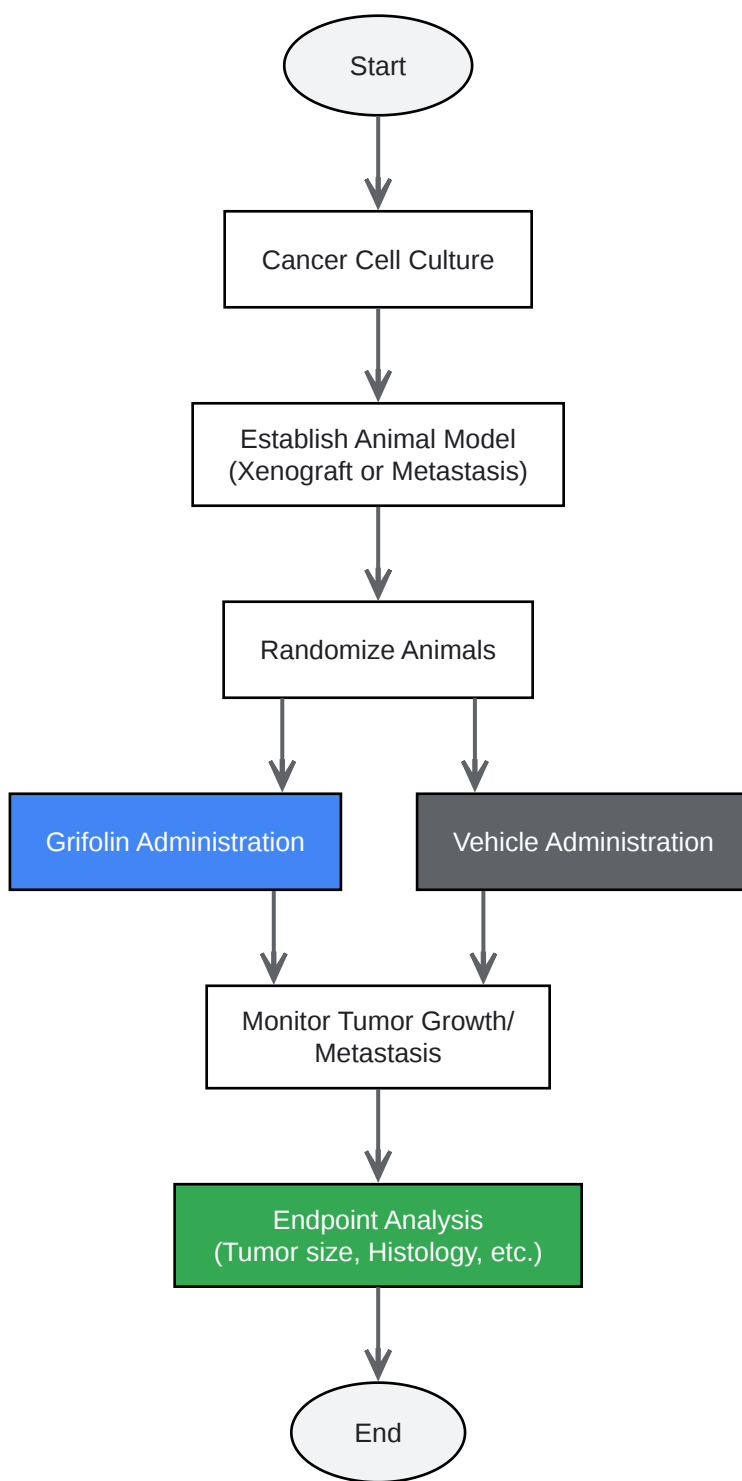 Start
Cancer Cell Culture
Establish Animal Model
(Xenograft or Metastasis)
Randomize Animals
Grifolin Administration
Vehicle Administration
Monitor Tumor Growth/
Metastasis
Endpoint Analysis
(Tumor size, Histology, etc.)
End